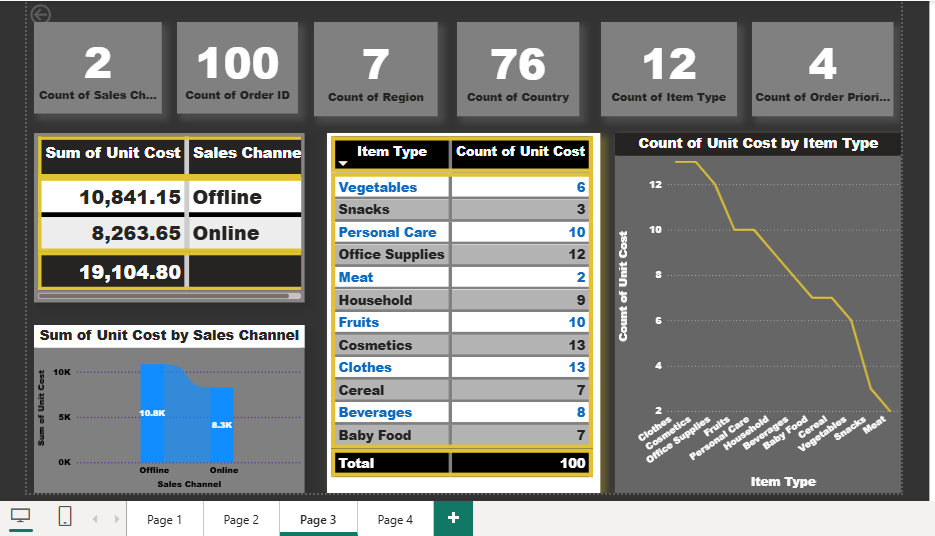 2
Count of Sales Ch...
100
Count of Order ID
7
Count of Region
76
Count of Country
12
Count of Item Type
4
Count of Order Priori...
Sum of Unit Cost Sales Channe
10,841.15 Offline
8,263.65 Online
19,104.80
Sum of Unit Cost by Sales Channel
Sum of Unit Cost
10K
5K
0K
10.8K
8.3K
Offline Online
Sales Channel
Item Type Count of Unit Cost
Vegetables 6
Snacks 3
Personal Care 10
Office Supplies 12
Meat 2
Household 9
Fruits 10
Cosmetics 13
Clothes 13
Cereal 7
Beverages 8
Baby Food 7
Total 100
Count of Unit Cost by Item Type
Count of Unit Cost
12
10
8
6
4
2
Clothes
Cosmetics
Office Supplies
Fruits
Personal Care
Household
Beverages
Baby Food
Cereal
Vegetables
Snacks
Meat
Item Type
Page 1 Page 2 Page 3 Page 4 +